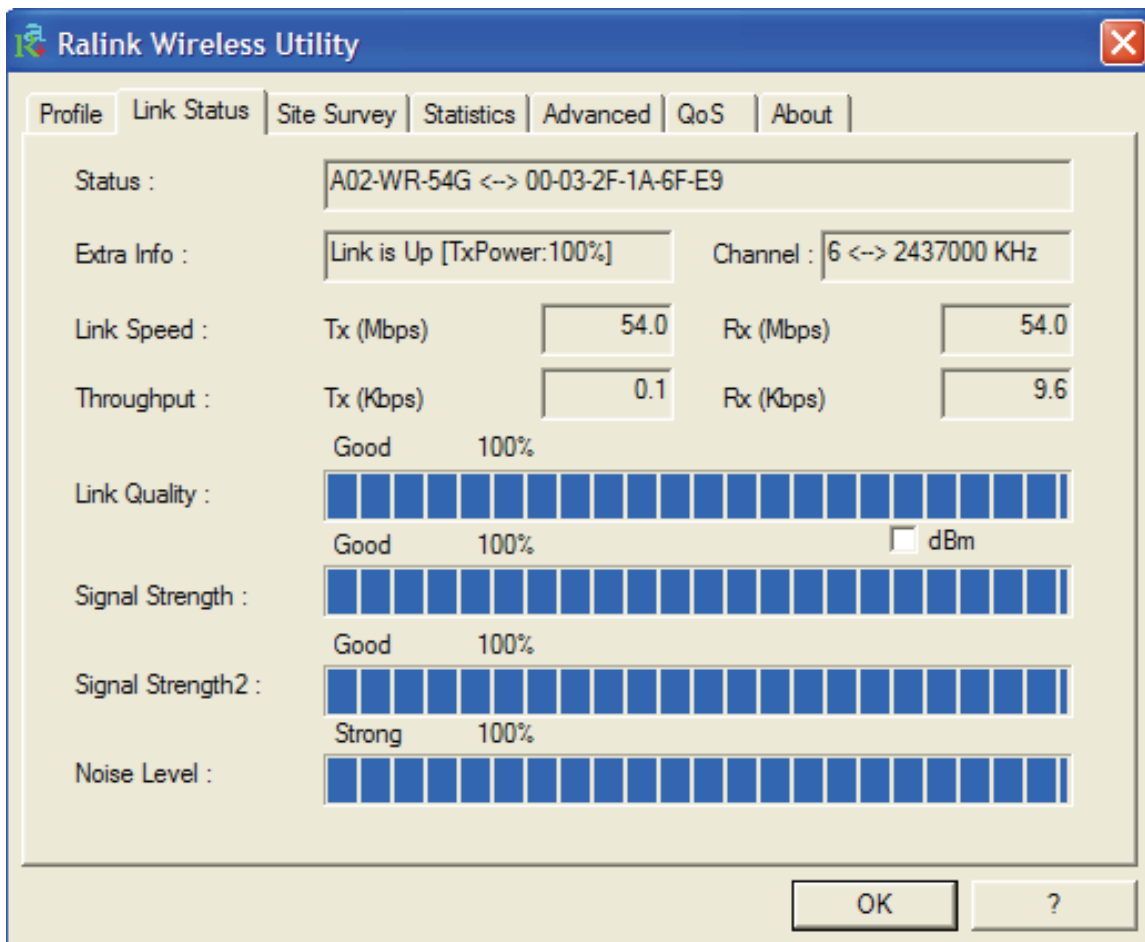 Ralink Wireless Utility
Profile Link Status Site Survey Statistics Advanced QoS About
Status : A02-WR-54G <--> 00-03-2F-1A-6F-E9
Extra Info : Link is Up [TxPower:100%] Channel : 6 <--> 2437000 KHz
Link Speed : Tx (Mbps) 54.0 Rx (Mbps) 54.0
Throughput : Tx (Kbps) 0.1 Rx (Kbps) 9.6
Good 100%
Link Quality :
Good 100% dBm
Signal Strength :
Good 100%
Signal Strength2 :
Strong 100%
Noise Level :
OK ?